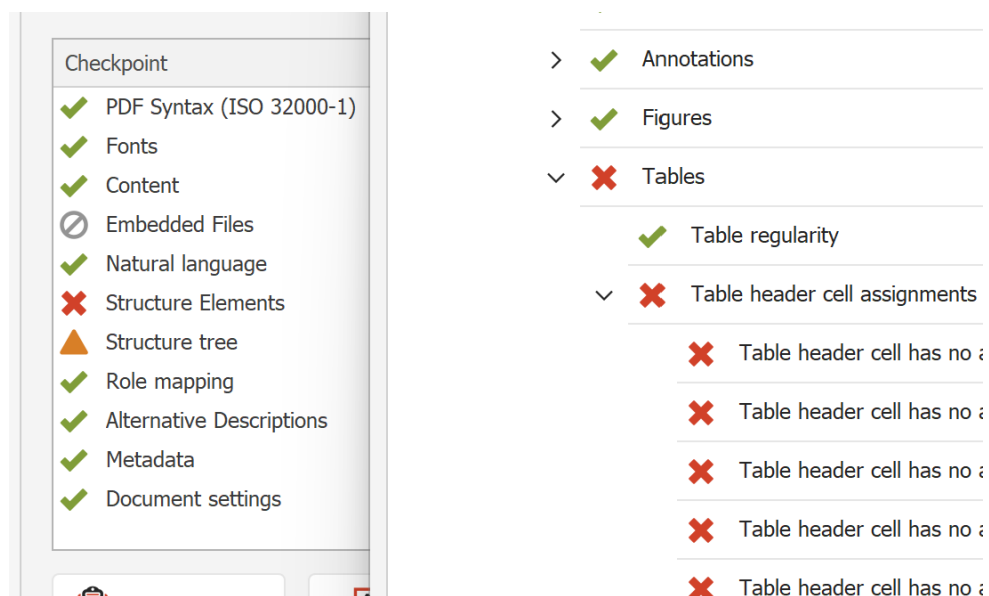 Checkpoint
PDF Syntax (ISO 32000-1)
Fonts
Content
Embedded Files
Natural language
Structure Elements
Structure tree
Role mapping
Alternative Descriptions
Metadata
Document settings
Annotations
Figures
Tables
Table regularity
Table header cell assignments
Table header cell has no
Table header cell has no
Table header cell has no
Table header cell has no
Table header cell has no